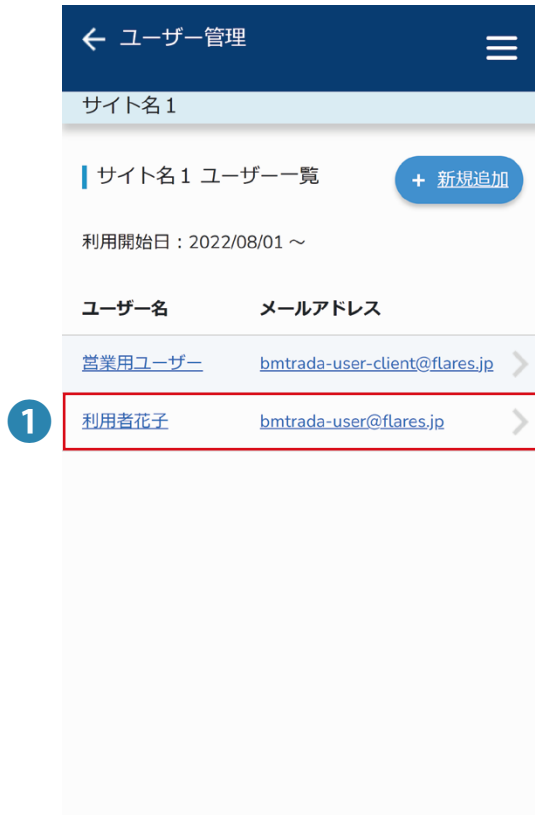 ユーザー管理
サイト名1
サイト名1 ユーザー一覧
+ 新規追加
利用開始日：2022/08/01 ～
ユーザー名 メールアドレス
営業用ユーザー bmtrada-user-client@flares.jp
1 利用者花子 bmtrada-user@flares.jp